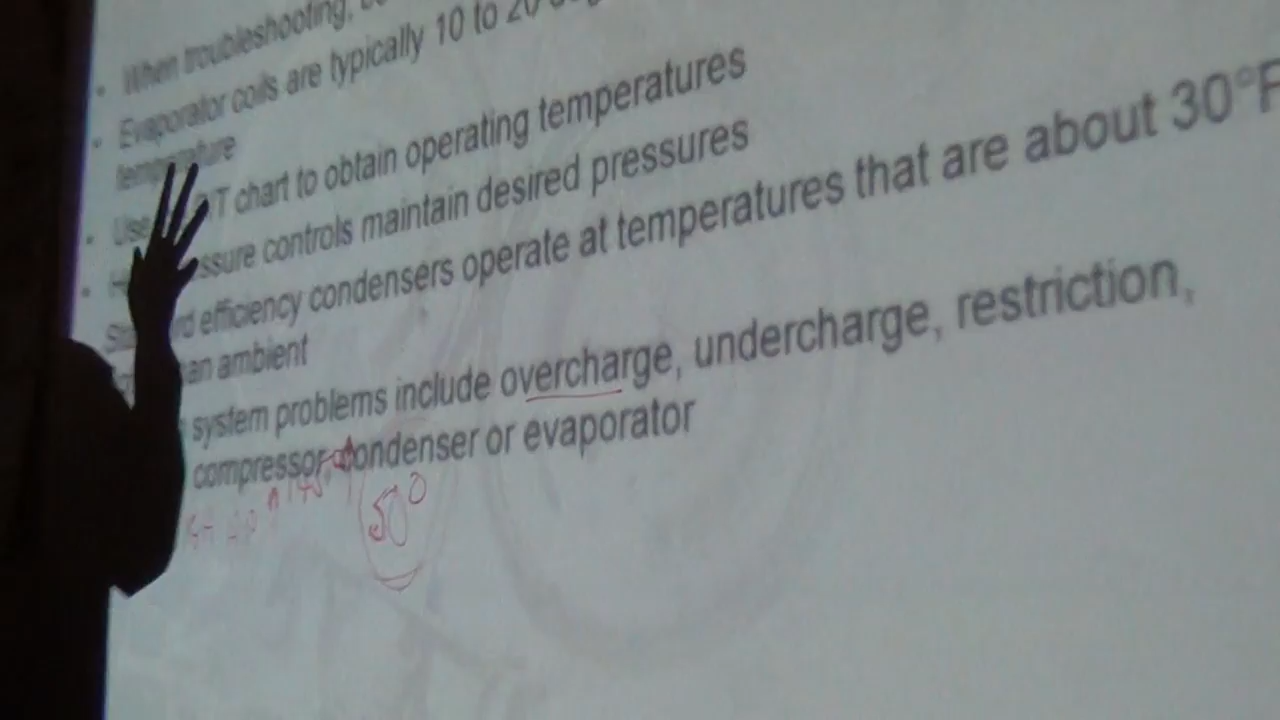 When troubleshooting,
Evaporator coils are typically 10 to 20
temperature
Use T chart to obtain operating temperatures
controls maintain desired pressures
efficiency condensers operate at temperatures that are about 30°F
ambient
system problems include overcharge, undercharge, restriction,
compressor, condenser or evaporator
50°